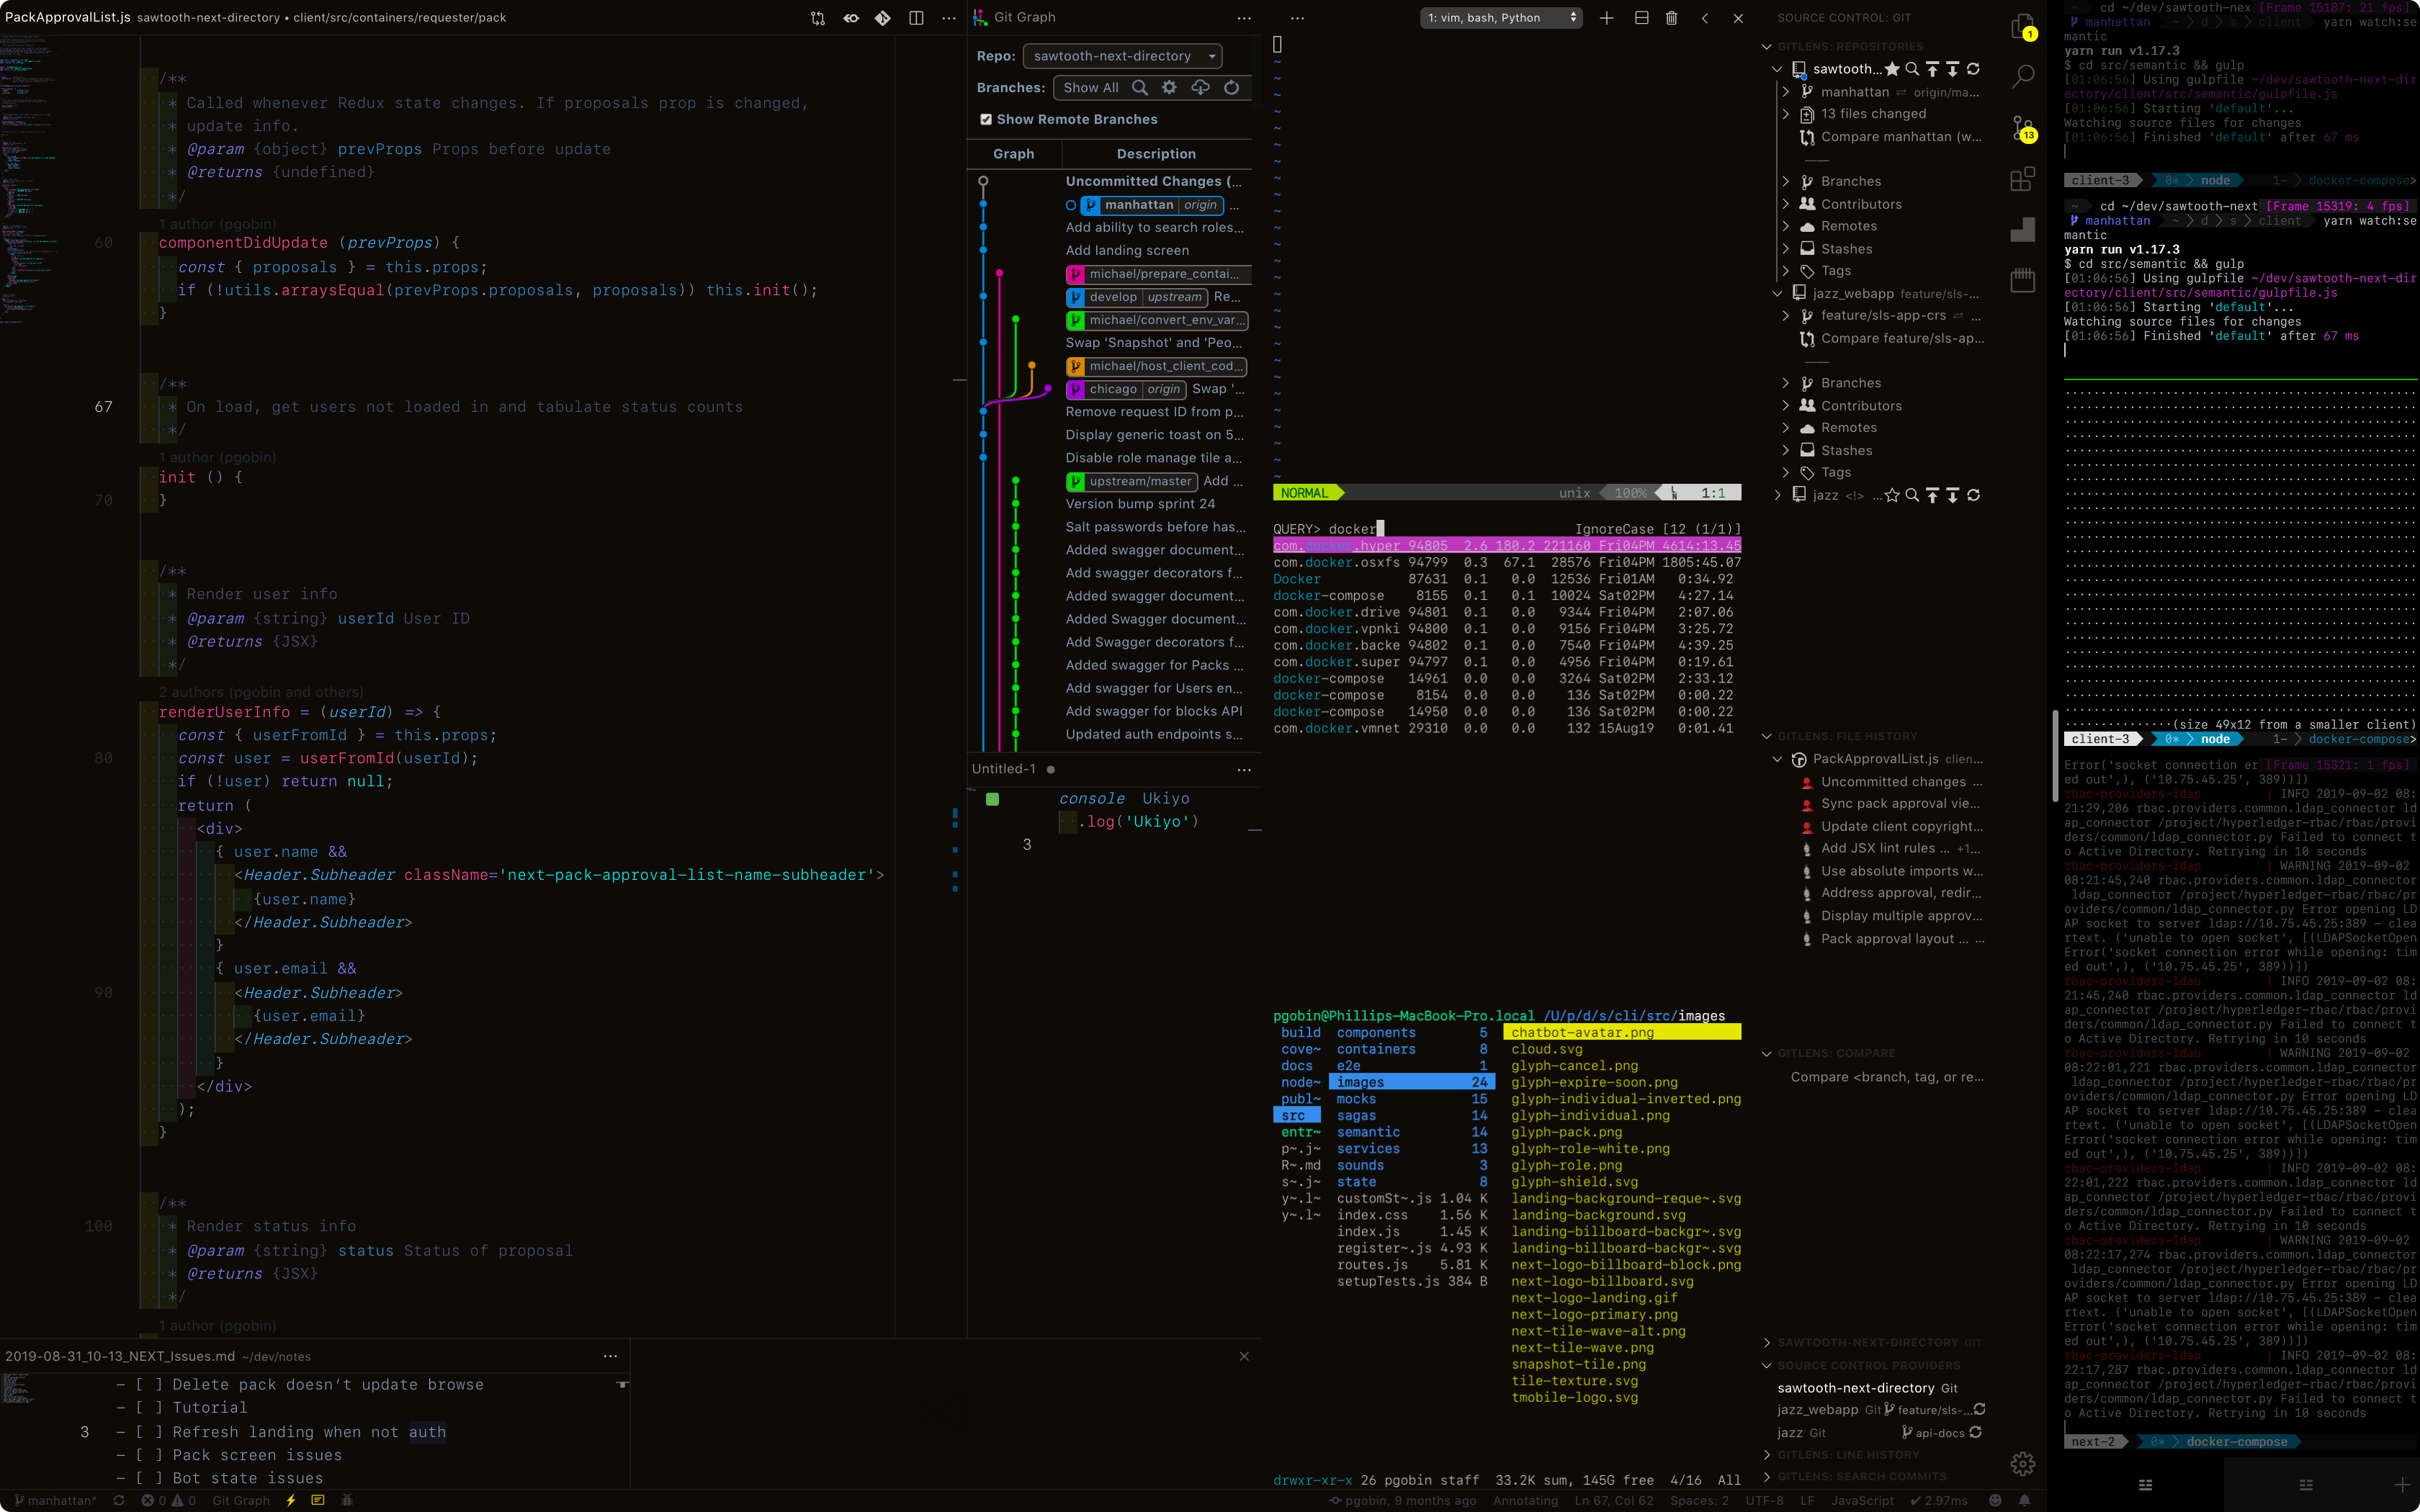 PackApprovalList.js sawtooth-next-directory • client/src/containers/requester/pack
/**
* Called whenever Redux state changes. If proposals prop is changed,
* update info.
* @param {object} prevProps Props before update
* @returns {undefined}
*/
1 author (pgobin)
60 componentDidUpdate (prevProps) {
const { proposals } = this.props;
if (!utils.arraysEqual(prevProps.proposals, proposals)) this.init();
}
/**
67 * On load, get users not loaded in and tabulate status counts
*/
1 author (pgobin)
init () {
70 }
/**
* Render user info
* @param {string} userId User ID
* @returns {JSX}
*/
2 authors (pgobin and others)
renderUserInfo = (userId) => {
const { userFromId } = this.props;
80 const user = userFromId(userId);
if (!user) return null;
return (
<div>
{ user.name &&
<Header.Subheader className='next-pack-approval-list-name-subheader'>
{user.name}
</Header.Subheader>
}
{ user.email &&
90 <Header.Subheader>
{user.email}
</Header.Subheader>
}
</div>
);
}
/**
100 * Render status info
* @param {string} status Status of proposal
* @returns {JSX}
*/
1 author (pgobin)
2019-08-31_10-13_NEXT_Issues.md ~/dev/notes
- [ ] Delete pack doesn't update browse
- [ ] Tutorial
3 - [ ] Refresh landing when not auth
- [ ] Pack screen issues
- [ ] Bot state issues
manhattan* 0 0 Git Graph
Git Graph
Repo: sawtooth-next-directory
Branches: Show All
Show Remote Branches
Graph Description
Uncommitted Changes (...
manhattan origin ...
Add ability to search roles...
Add landing screen
michael/prepare_contai...
develop upstream Re...
michael/convert_env_var...
Swap 'Snapshot' and 'Peo...
michael/host_client_cod...
chicago origin Swap '...
Remove request ID from p...
Display generic toast on 5...
Disable role manage tile a...
upstream/master Add ...
Version bump sprint 24
Salt passwords before has...
Added swagger document...
Add swagger decorators f...
Add swagger document...
Added Swagger document...
Add Swagger decorators f...
Added swagger for Packs ...
Add swagger for Users en...
Add swagger for blocks API
Updated auth endpoints s...
Untitled-1
console Ukiyo
.log('Ukiyo')
3
1: vim, bash, Python
NORMAL unix 100% 1:1
QUERY> docker IgnoreCase [12 (1/1)]
com.docker.hyper 94805 2.6 180.2 221160 Fri04PM 4614:13.45
com.docker.osxfs 94799 0.3 67.1 28576 Fri04PM 1805:45.07
Docker 87631 0.1 0.0 12536 Fri01AM 0:34.92
docker-compose 8155 0.1 0.1 10024 Sat02PM 4:27.14
com.docker.drive 94801 0.1 0.0 9344 Fri04PM 2:07.06
com.docker.vpnki 94800 0.1 0.0 9156 Fri04PM 3:25.72
com.docker.backe 94802 0.1 0.0 7540 Fri04PM 4:39.25
com.docker.super 94797 0.1 0.0 4956 Fri04PM 0:19.61
docker-compose 14961 0.0 0.0 3264 Sat02PM 2:33.12
docker-compose 8154 0.0 0.0 136 Sat02PM 0:00.22
docker-compose 14950 0.0 0.0 136 Sat02PM 0:00.22
com.docker.vmnet 29310 0.0 0.0 132 15Aug19 0:01.41
pgobin@Phillips-MacBook-Pro.local /U/p/d/s/cli/src/images
build components 5 chatbot-avatar.png
cove~ containers 8 cloud.svg
docs e2e 1 glyph-cancel.png
node~ images 24 glyph-expire-soon.png
publ~ mocks 15 glyph-individual-inverted.png
src sagas 14 glyph-individual.png
entr~ semantic 14 glyph-pack.png
p~.j~ services 13 glyph-role-white.png
R~.md sounds 3 glyph-role.png
s~.j~ state 8 glyph-shield.svg
y~.l~ customSt~.js 1.04 K landing-background-reque~.svg
y~.l~ index.css 1.56 K landing-background.svg
index.js 1.45 K landing-billboard-backgr~.svg
register~.js 4.93 K landing-billboard-backgr~.svg
routes.js 5.81 K next-logo-billboard-block.png
setupTests.js 384 B next-logo-billboard.svg
next-logo-landing.gif
next-logo-primary.png
next-tile-wave-alt.png
next-tile-wave.png
snapshot-tile.png
tile-texture.svg
tmobile-logo.svg
drwxr-xr-x 26 pgobin staff 33.2K sum, 145G free 4/16 All
pgobin, 9 months ago Annotating Ln 67, Col 62 Spaces: 2 UTF-8 LF JavaScript ✓ 2.97ms
SOURCE CONTROL: GIT
GITLENS: REPOSITORIES
sawtooth...
manhattan ⇌ origin/ma...
13 files changed
Compare manhattan (w...
Branches
Contributors
Remotes
Stashes
Tags
jazz_webapp feature/sls-...
feature/sls-app-crs ⇌ ...
Compare feature/sls-ap...
Branches
Contributors
Remotes
Stashes
Tags
jazz <!> ...
GITLENS: FILE HISTORY
PackApprovalList.js clien...
Uncommitted changes ...
Sync pack approval vie...
Update client copyright...
Add JSX lint rules ... +1...
Use absolute imports w...
Address approval, redir...
Display multiple approv...
Pack approval layout ... ...
GITLENS: COMPARE
Compare <branch, tag, or re...
SAWTOOTH-NEXT-DIRECTORY GIT
SOURCE CONTROL PROVIDERS
sawtooth-next-directory Git
jazz_webapp Git feature/sls-...
jazz Git api-docs
GITLENS: LINE HISTORY
GITLENS: SEARCH COMMITS
1
13
~ cd ~/dev/sawtooth-nex [Frame 15187: 21 fps]
manhattan ~ d s client yarn watch:se
mantic
yarn run v1.17.3
$ cd src/semantic && gulp
[01:06:56] Using gulpfile ~/dev/sawtooth-next-dir
ectory/client/src/semantic/gulpfile.js
[01:06:56] Starting 'default'...
Watching source files for changes
[01:06:56] Finished 'default' after 67 ms
client-3 0* node 1- docker-compose>
~ cd ~/dev/sawtooth-next [Frame 15319: 4 fps]
manhattan ~ d s client yarn watch:se
mantic
yarn run v1.17.3
$ cd src/semantic && gulp
[01:06:56] Using gulpfile ~/dev/sawtooth-next-dir
ectory/client/src/semantic/gulpfile.js
[01:06:56] Starting 'default'...
Watching source files for changes
[01:06:56] Finished 'default' after 67 ms
(size 49x12 from a smaller client)
client-3 0* node 1- docker-compose>
Error('socket connection er [Frame 15321: 1 fps]
ed out',), ('10.75.45.25', 389))])
rbac-providers-ldap | INFO 2019-09-02 08:
21:29,206 rbac.providers.common.ldap_connector ld
ap_connector /project/hyperledger-rbac/rbac/provi
ders/common/ldap_connector.py Failed to connect t
o Active Directory. Retrying in 10 seconds
rbac-providers-ldap | WARNING 2019-09-02
08:21:45,240 rbac.providers.common.ldap_connector
ldap_connector /project/hyperledger-rbac/rbac/pr
oviders/common/ldap_connector.py Error opening LD
AP socket to server ldap://10.75.45.25:389 - clea
rtext. ('unable to open socket', [(LDAPSocketOpen
Error('socket connection error while opening: tim
ed out',), ('10.75.45.25', 389))])
rbac-providers-ldap | INFO 2019-09-02 08:
21:45,240 rbac.providers.common.ldap_connector ld
ap_connector /project/hyperledger-rbac/rbac/provi
ders/common/ldap_connector.py Failed to connect t
o Active Directory. Retrying in 10 seconds
rbac-providers-ldap | WARNING 2019-09-02
08:22:01,221 rbac.providers.common.ldap_connector
ldap_connector /project/hyperledger-rbac/rbac/pr
oviders/common/ldap_connector.py Error opening LD
AP socket to server ldap://10.75.45.25:389 - clea
rtext. ('unable to open socket', [(LDAPSocketOpen
Error('socket connection error while opening: tim
ed out',), ('10.75.45.25', 389))])
rbac-providers-ldap | INFO 2019-09-02 08:
22:01,222 rbac.providers.common.ldap_connector ld
ap_connector /project/hyperledger-rbac/rbac/provi
ders/common/ldap_connector.py Failed to connect t
o Active Directory. Retrying in 10 seconds
rbac-providers-ldap | WARNING 2019-09-02
08:22:17,274 rbac.providers.common.ldap_connector
ldap_connector /project/hyperledger-rbac/rbac/pr
oviders/common/ldap_connector.py Error opening LD
AP socket to server ldap://10.75.45.25:389 - clea
rtext. ('unable to open socket', [(LDAPSocketOpen
Error('socket connection error while opening: tim
ed out',), ('10.75.45.25', 389))])
rbac-providers-ldap | INFO 2019-09-02 08:
22:17,287 rbac.providers.common.ldap_connector ld
ap_connector /project/hyperledger-rbac/rbac/provi
ders/common/ldap_connector.py Failed to connect t
o Active Directory. Retrying in 10 seconds
next-2 0* docker-compose